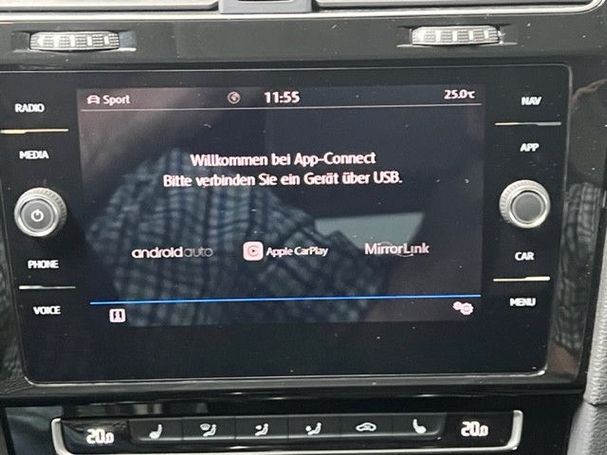 Sport 11:55 25.0°C
RADIO NAV
Willkommen bei App-Connect
MEDIA APP
Bitte verbinden Sie ein Gerät über USB.
androidauto Apple CarPlay MirrorLink
PHONE CAR
VOICE MENU
20.0 20.0